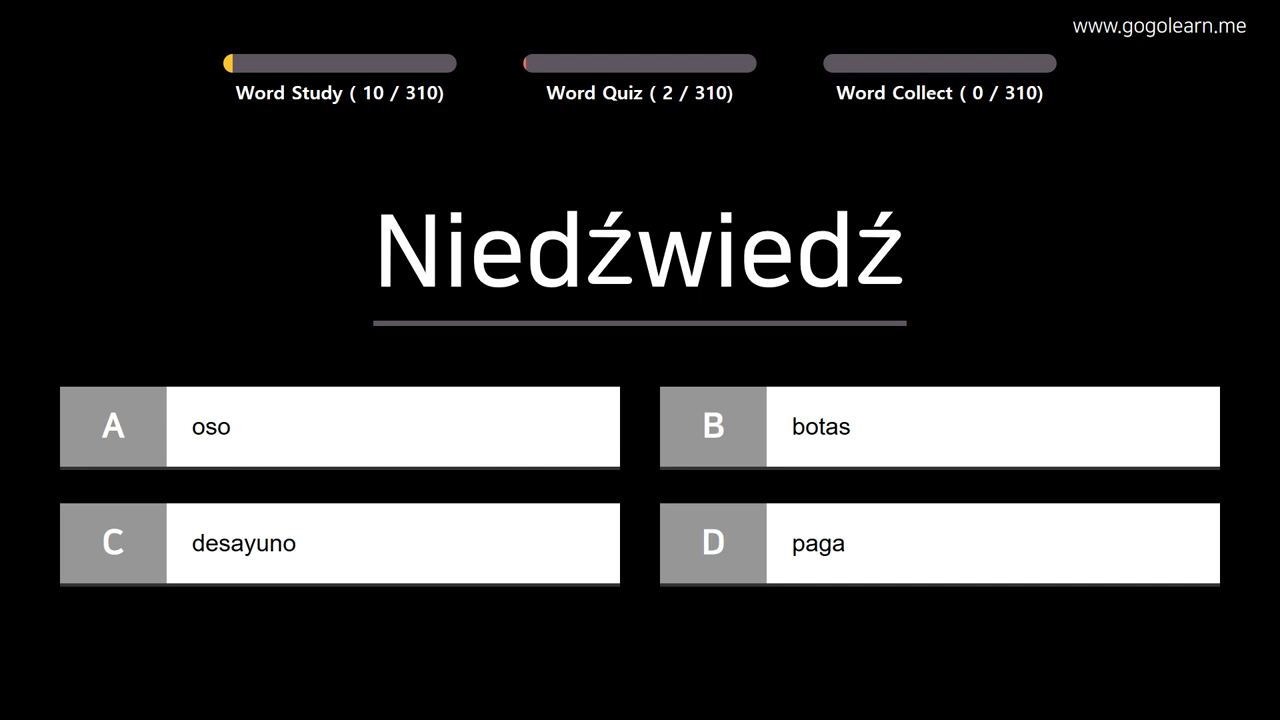 www.gogolearn.me
Word Study ( 10 / 310)
Word Quiz ( 2 / 310)
Word Collect ( 0 / 310)
Niedźwiedź
A oso
B botas
C desayuno
D paga